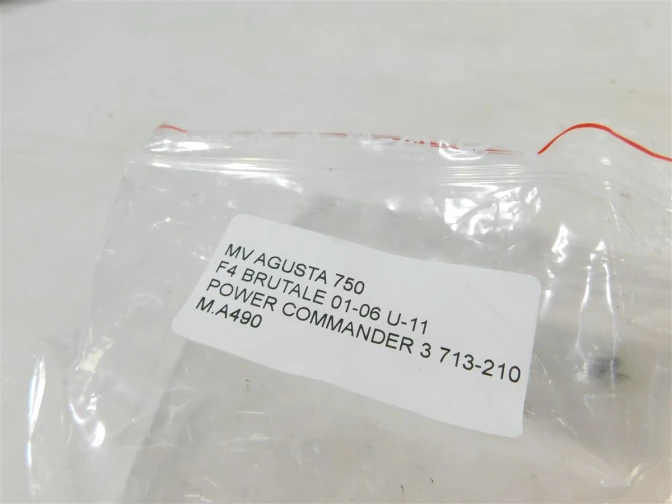 MV AGUSTA 750
F4 BRUTALE 01-06 U-11
POWER COMMANDER 3 713-210
M.A490